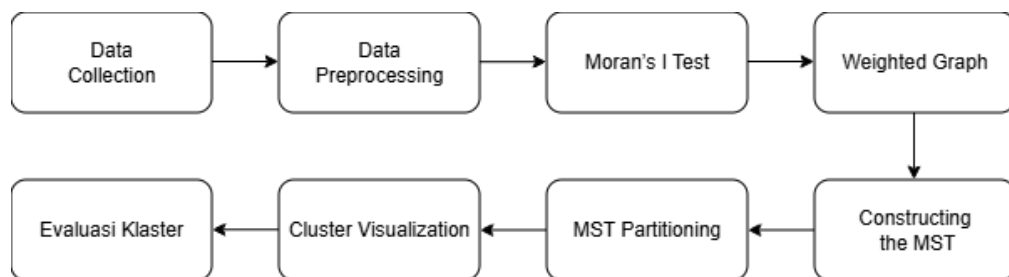 Data
Collection
Data
Preprocessing
Moran's I Test
Weighted Graph
Constructing
the MST
MST Partitioning
Cluster Visualization
Evaluasi Klaster